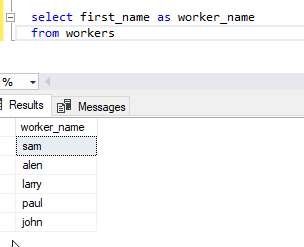 select first_name as worker_name
from workers
%
Results Messages
worker_name
sam
alen
larry
paul
john